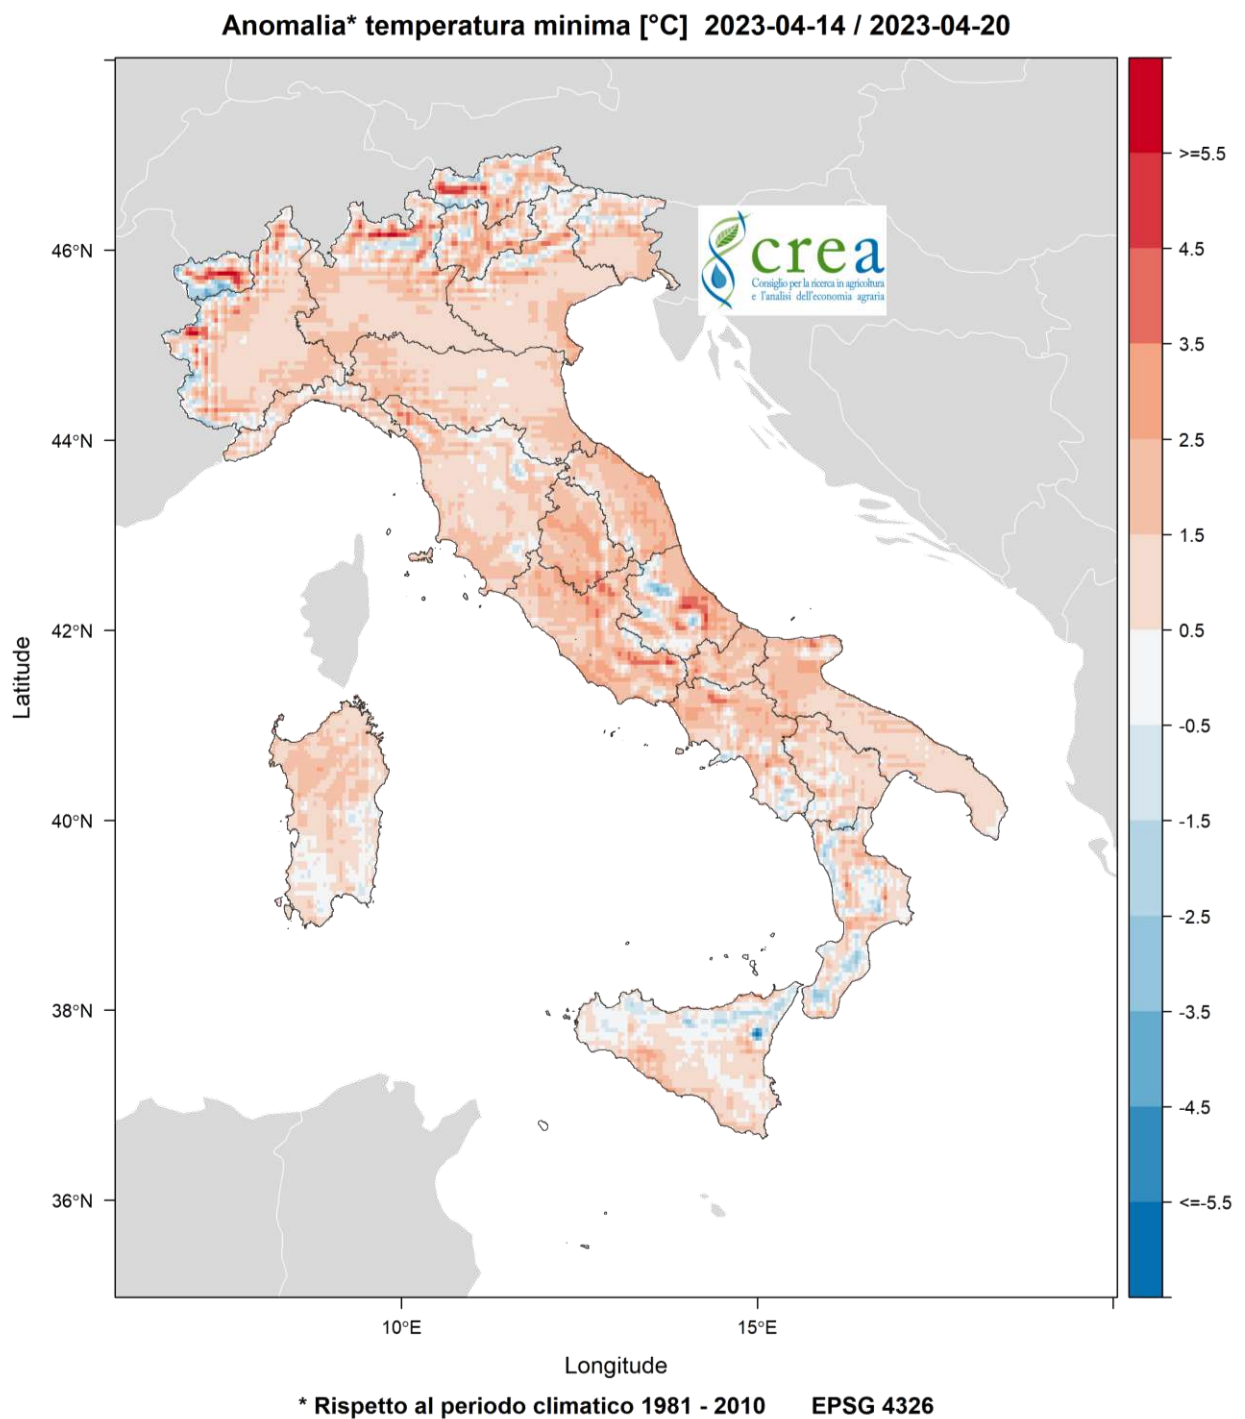 Anomalia* temperatura minima [°C] 2023-04-14 / 2023-04-20
crea
Consiglio per la ricerca in agricoltura
e l'analisi dell'economia agraria
46°N
44°N
42°N
40°N
38°N
36°N
Latitude
10°E
15°E
Longitude
>=5.5
4.5
3.5
2.5
1.5
0.5
-0.5
-1.5
-2.5
-3.5
-4.5
<=-5.5
* Rispetto al periodo climatico 1981 - 2010 EPSG 4326